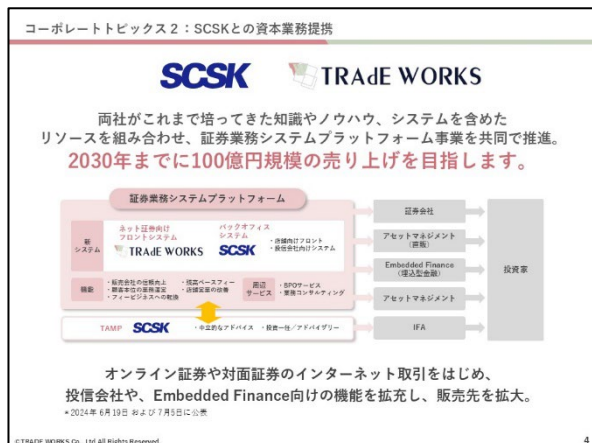 コーポレートトピックス2：SCSKとの資本業務提携
SCSK TRAdE WORKS
両社がこれまで培ってきた知識やノウハウ、システムを含めた
リソースを組み合わせ、証券業務システムプラットフォーム事業を共同で推進。
2030年までに100億円規模の売り上げを目指します。
証券業務システムプラットフォーム
新
システム
ネット証券向け
フロントシステム
TRAdE WORKS
バックオフィス
システム
SCSK
・店舗向けフロント
・投信会社向けシステム
機能
・販売会社の信頼向上
・顧客本位の業務運営
・フィービジネスへの転換
・残高ベースフィー
・店舗営業の改善
周辺
サービス
・BPOサービス
・業務コンサルティング
TAMP SCSK ・中立的なアドバイス ・投資一任／アドバイザリー
証券会社
アセットマネジメント
（直販）
Embedded Finance
（埋込型金融）
アセットマネジメント
IFA
投資家
オンライン証券や対面証券のインターネット取引をはじめ、
投信会社や、Embedded Finance向けの機能を拡充し、販売先を拡大。
*2024年 6月19日 および 7月5日に公表
©TRADE WORKS Co., Ltd All Rights Reserved.
4